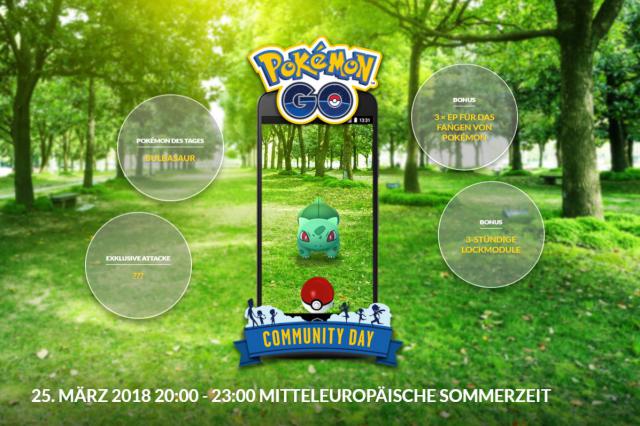 POKÉMON
GO
13:31
POKÉMON DES TAGES
BULBASAUR
EXKLUSIVE ATTACKE
???
BONUS
3 × EP FÜR DAS
FANGEN VON
POKÉMON
BONUS
3-STÜNDIGE
LOCKMODULE
COMMUNITY DAY
25. MÄRZ 2018 20:00 - 23:00 MITTELEUROPÄISCHE SOMMERZEIT